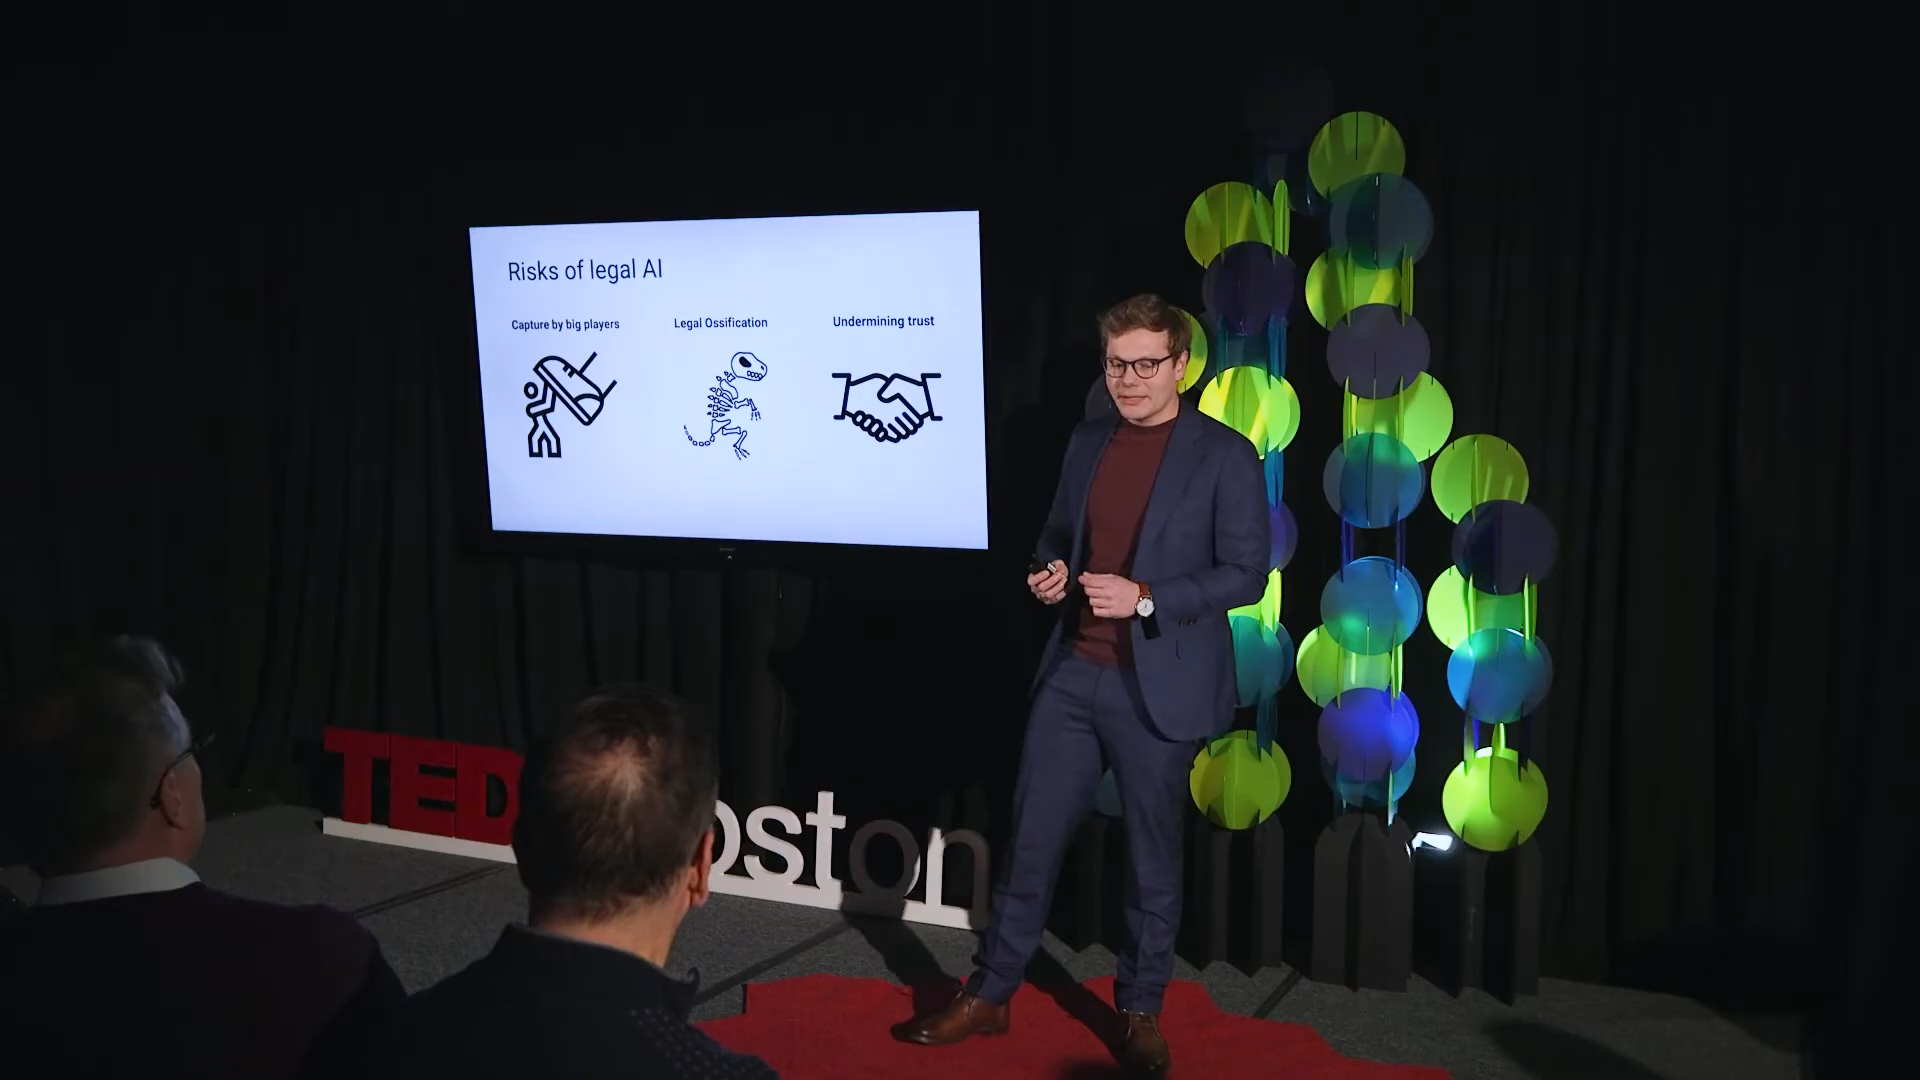 Risks of legal AI
Capture by big players
Legal Ossification
Undermining trust
TED
oston